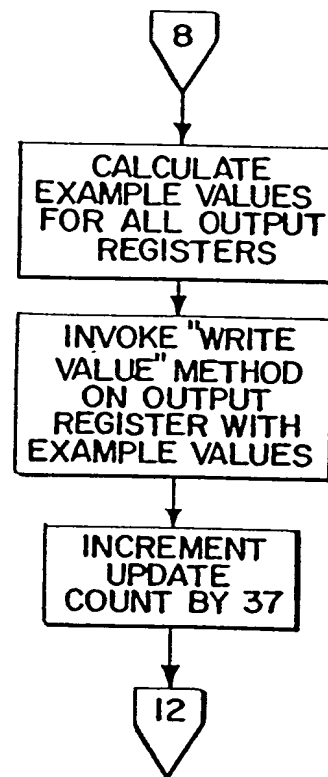 8
CALCULATE
EXAMPLE VALUES
FOR ALL OUTPUT
REGISTERS
INVOKE "WRITE
VALUE" METHOD
ON OUTPUT
REGISTER WITH
EXAMPLE VALUES
INCREMENT
UPDATE
COUNT BY 37
12